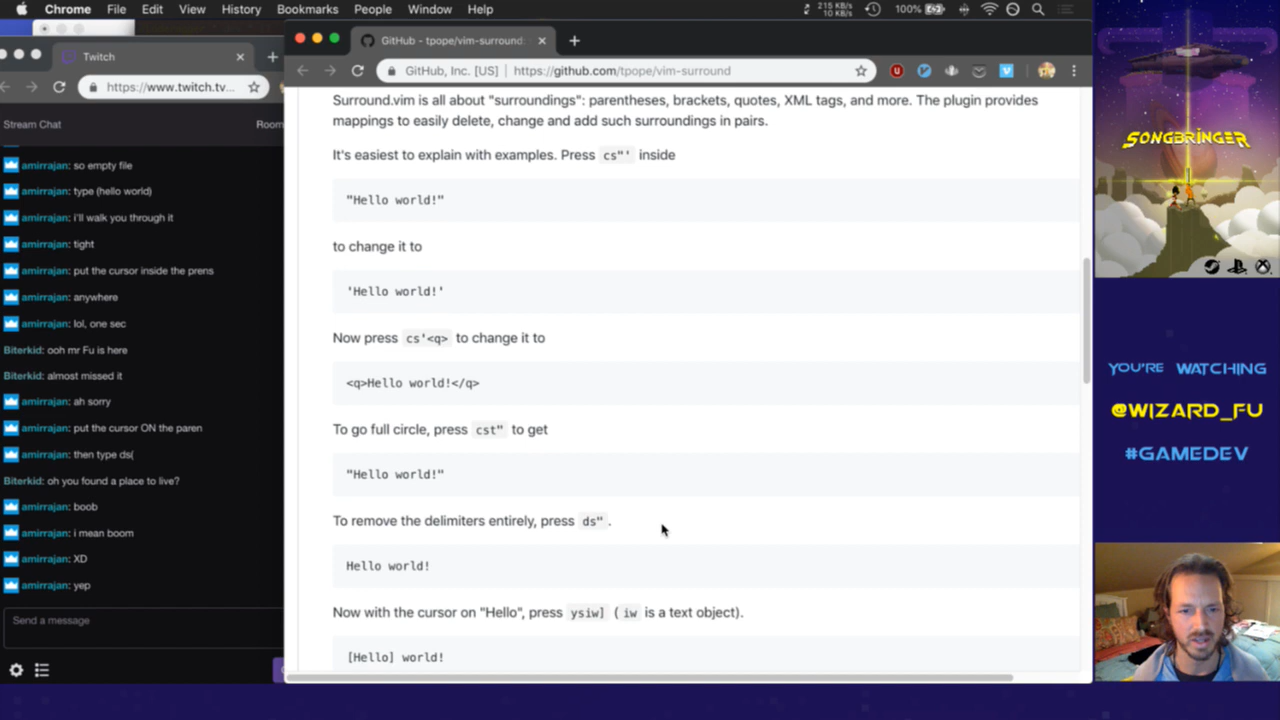 Chrome File Edit View History Bookmarks People Window Help
215 KB/s
10 KB/s
100%
Twitch
https://www.twitch.tv...
Stream Chat
Room
amirrajan: so empty file
amirrajan: type (hello world)
amirrajan: i'll walk you through it
amirrajan: tight
amirrajan: put the cursor inside the prens
amirrajan: anywhere
amirrajan: lol, one sec
Biterkid: ooh mr Fu is here
Biterkid: almost missed it
amirrajan: ah sorry
amirrajan: put the cursor ON the paren
amirrajan: then type ds(
Biterkid: oh you found a place to live?
amirrajan: boob
amirrajan: i mean boom
amirrajan: XD
amirrajan: yep
Send a message
GitHub - tpope/vim-surround:
GitHub, Inc. [US] https://github.com/tpope/vim-surround
Surround.vim is all about "surroundings": parentheses, brackets, quotes, XML tags, and more. The plugin provides
mappings to easily delete, change and add such surroundings in pairs.
It's easiest to explain with examples. Press cs"' inside
"Hello world!"
to change it to
'Hello world!'
Now press cs'<q> to change it to
<q>Hello world!</q>
To go full circle, press cst" to get
"Hello world!"
To remove the delimiters entirely, press ds" .
Hello world!
Now with the cursor on "Hello", press ysiw] ( iw is a text object).
[Hello] world!
SONGBRINGER
YOU'RE WATCHING
@WIZARD_FU
#GAMEDEV